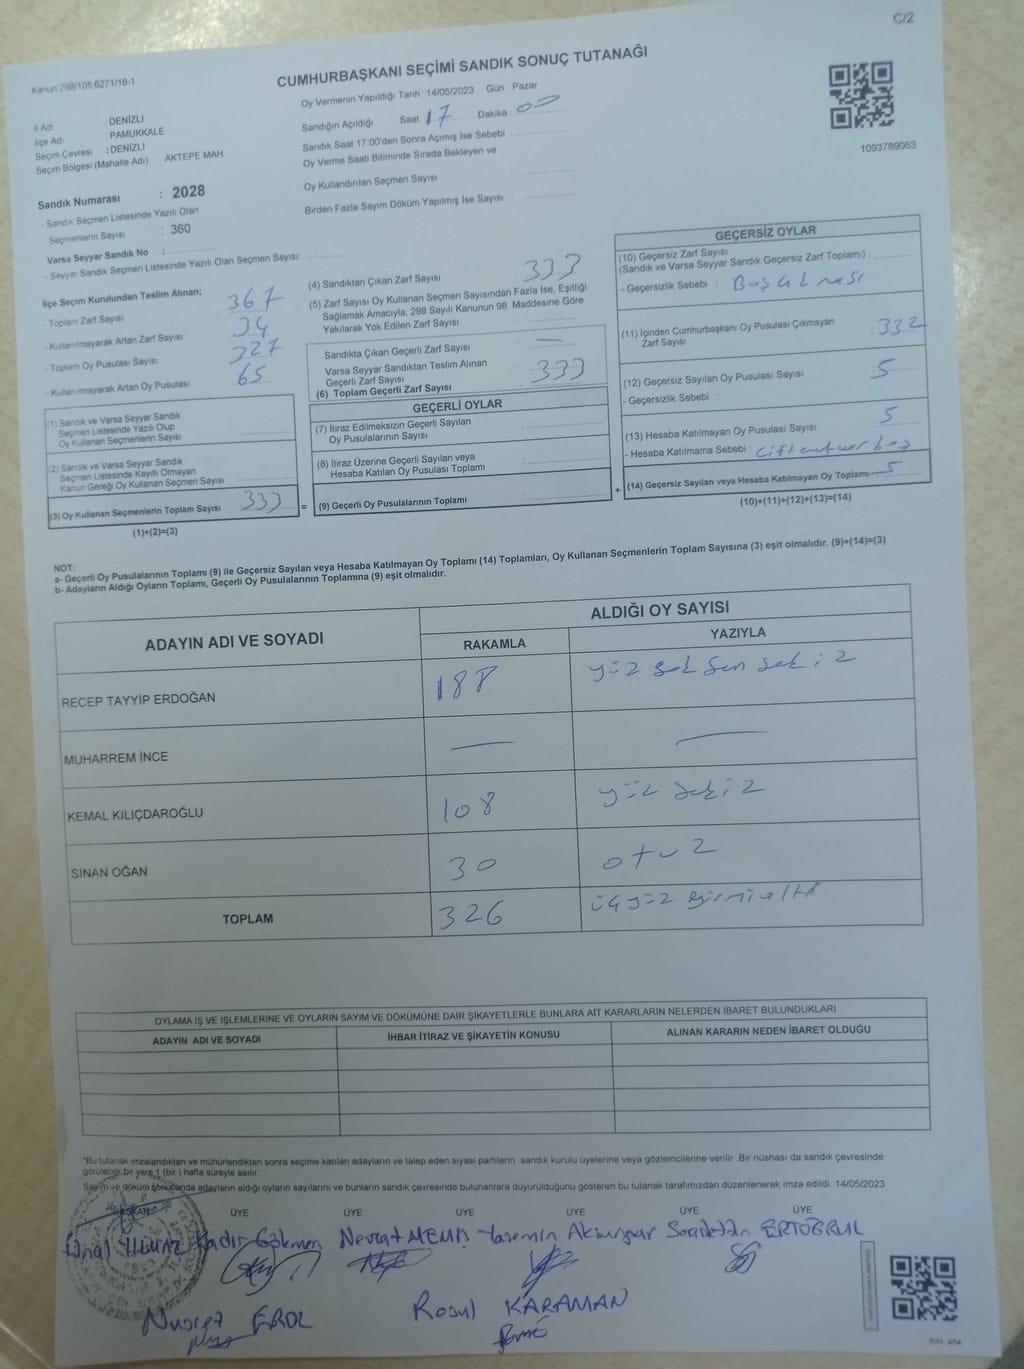 C/2
Kanun 298/105;6271/18-1
CUMHURBAŞKANI SEÇİMİ SANDIK SONUÇ TUTANAĞI
İl Adı : DENİZLİ
İlçe Adı : PAMUKKALE
Seçim Çevresi : DENİZLİ
Seçim Bölgesi (Mahalle Adı) : AKTEPE MAH.
Sandık Numarası : 2028
- Sandık Seçmen Listesinde Yazılı Olan
Seçmenlerin Sayısı : 360
Varsa Seyyar Sandık No :
- Seyyar Sandık Seçmen Listesinde Yazılı Olan Seçmen Sayısı:
Oy Vermenin Yapıldığı Tarih : 14/05/2023 Gün Pazar
Sandığın Açıldığı Saat 17 Dakika 00
Sandık Saat 17:00'den Sonra Açımış İse Sebebi
Oy Verme Saati Bitiminde Sırada Bekleyen ve
Oy Kullandırılan Seçmen Sayısı :
Birden Fazla Sayım Döküm Yapılmış İse Sayısı :
1093789063
İlçe Seçim Kurulundan Teslim Alınan;
- Toplam Zarf Sayısı : 367
- Kullanılmayarak Artan Zarf Sayısı : 34
- Toplam Oy Pusulası Sayısı : 327
- Kullanılmayarak Artan Oy Pusulası : 65
(1) Sandık ve Varsa Seyyar Sandık
Seçmen Listesinde Yazılı Olup
Oy Kullanan Seçmenlerin Sayısı :
(2) Sandık ve Varsa Seyyar Sandık
Seçmen Listesinde Kayıtlı Olmayan
Kanun Gereği Oy Kullanan Seçmen Sayısı :
(3) Oy Kullanan Seçmenlerin Toplam Sayısı : 333 =
(1)+(2)=(3)
(4) Sandıktan Çıkan Zarf Sayısı 333
(5) Zarf Sayısı Oy Kullanan Seçmen Sayısından Fazla İse, Eşitliği
Sağlamak Amacıyla, 298 Sayılı Kanunun 98. Maddesine Göre
Yakılarak Yok Edilen Zarf Sayısı :
Sandıkta Çıkan Geçerli Zarf Sayısı : —
Varsa Seyyar Sandıktan Teslim Alınan
Geçerli Zarf Sayısı : 333
(6) Toplam Geçerli Zarf Sayısı
GEÇERLİ OYLAR
(7) İtiraz Edilmeksizin Geçerli Sayılan
Oy Pusulalarının Sayısı :
(8) İtiraz Üzerine Geçerli Sayılan veya
Hesaba Katılan Oy Pusulası Toplamı :
(9) Geçerli Oy Pusulalarının Toplamı : +
GEÇERSİZ OYLAR
(10) Geçersiz Zarf Sayısı
(Sandık ve Varsa Seyyar Sandık Geçersiz Zarf Toplamı) :
- Geçersizlik Sebebi :
(11) İçinden Cumhurbaşkanı Oy Pusulası Çıkmayan
Zarf Sayısı : 332
(12) Geçersiz Sayılan Oy Pusulası Sayısı : 5
- Geçersizlik Sebebi :
(13) Hesaba Katılmayan Oy Pusulası Sayısı : 5
- Hesaba Katılmama Sebebi :
(14) Geçersiz Sayılan veya Hesaba Katılmayan Oy Toplamı : 5
(10)+(11)+(12)+(13)=(14)
NOT:
a- Geçerli Oy Pusulalarının Toplamı (9) ile Geçersiz Sayılan veya Hesaba Katılmayan Oy Toplamı (14) Toplamları, Oy Kullanan Seçmenlerin Toplam Sayısına (3) eşit olmalıdır. (9)+(14)=(3)
b- Adayların Aldığı Oyların Toplamı, Geçerli Oy Pusulalarının Toplamına (9) eşit olmalıdır.
ADAYIN ADI VE SOYADI ALDIĞI OY SAYISI
RAKAMLA YAZIYLA
RECEP TAYYİP ERDOĞAN 188 yüz seksen sekiz
MUHARREM İNCE — —
KEMAL KILIÇDAROĞLU 108 yüz sekiz
SİNAN OĞAN 30 otuz
TOPLAM 326 üç yüz yirmi altı
OYLAMA İŞ VE İŞLEMLERİNE VE OYLARIN SAYIM VE DÖKÜMÜNE DAİR ŞİKAYETLERLE BUNLARA AİT KARARLARIN NELERDEN İBARET BULUNDUKLARI
ADAYIN ADI VE SOYADI İHBAR İTİRAZ VE ŞİKAYETİN KONUSU ALINAN KARARIN NEDEN İBARET OLDUĞU
*Bu tutanak imzalandıktan ve mühürlendikten sonra seçime katılan adayların ve talep eden siyasi partilerin sandık kurulu üyelerine veya gözlemcilerine verilir .Bir nüshası da sandık çevresinde
görülecek bir yere 1 (bir ) hafta süreyle asılır.
Sayım ve döküm sonucunda adayların aldığı oyların sayılarını ve bunların sandık çevresinde bulunanlara duyurulduğunu gösteren bu tutanak tarafımızdan düzenlenerek imza edildi. 14/05/2023
BAŞKAN ÜYE ÜYE ÜYE ÜYE ÜYE ÜYE
Ünal YILMAZ Kadir Gökmen Nevzat Yasemin Akbunar Saadettin ERTUĞRUL
Nusret EROL Rasul KARAMAN